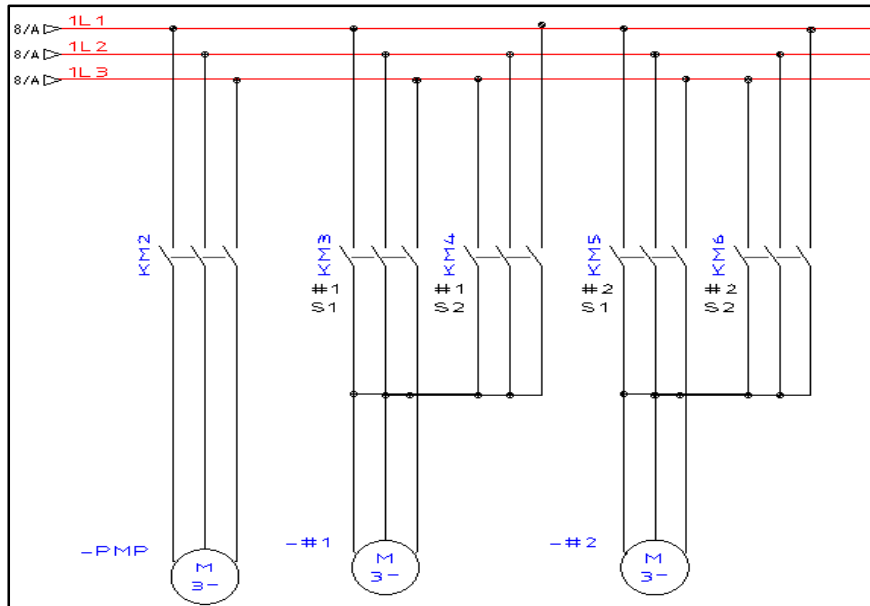 8/A 1L1
8/A 1L2
8/A 1L3
KM2
KM3
#1
S1
KM4
#1
S2
KM5
#2
S1
KM6
#2
S2
-PMP
M
3~
-#1
M
3~
-#2
M
3~